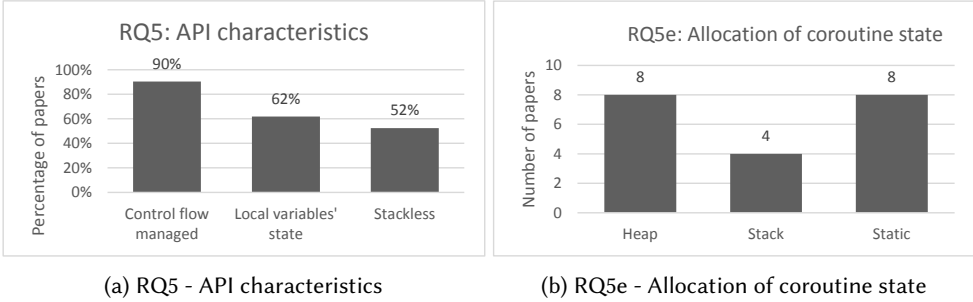 RQ5: API characteristics
Percentage of papers
100%
80%
60%
40%
20%
0%
90%
62%
52%
Control flow
managed
Local variables'
state
Stackless
(a) RQ5 - API characteristics
RQ5e: Allocation of coroutine state
Number of papers
10
8
6
4
2
0
8
4
8
Heap
Stack
Static
(b) RQ5e - Allocation of coroutine state